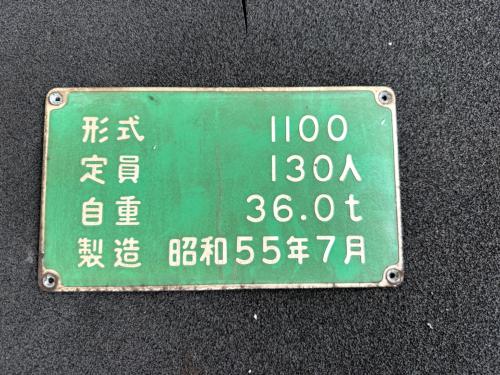 形式 1100
定員 130人
自重 36.0t
製造 昭和55年7月